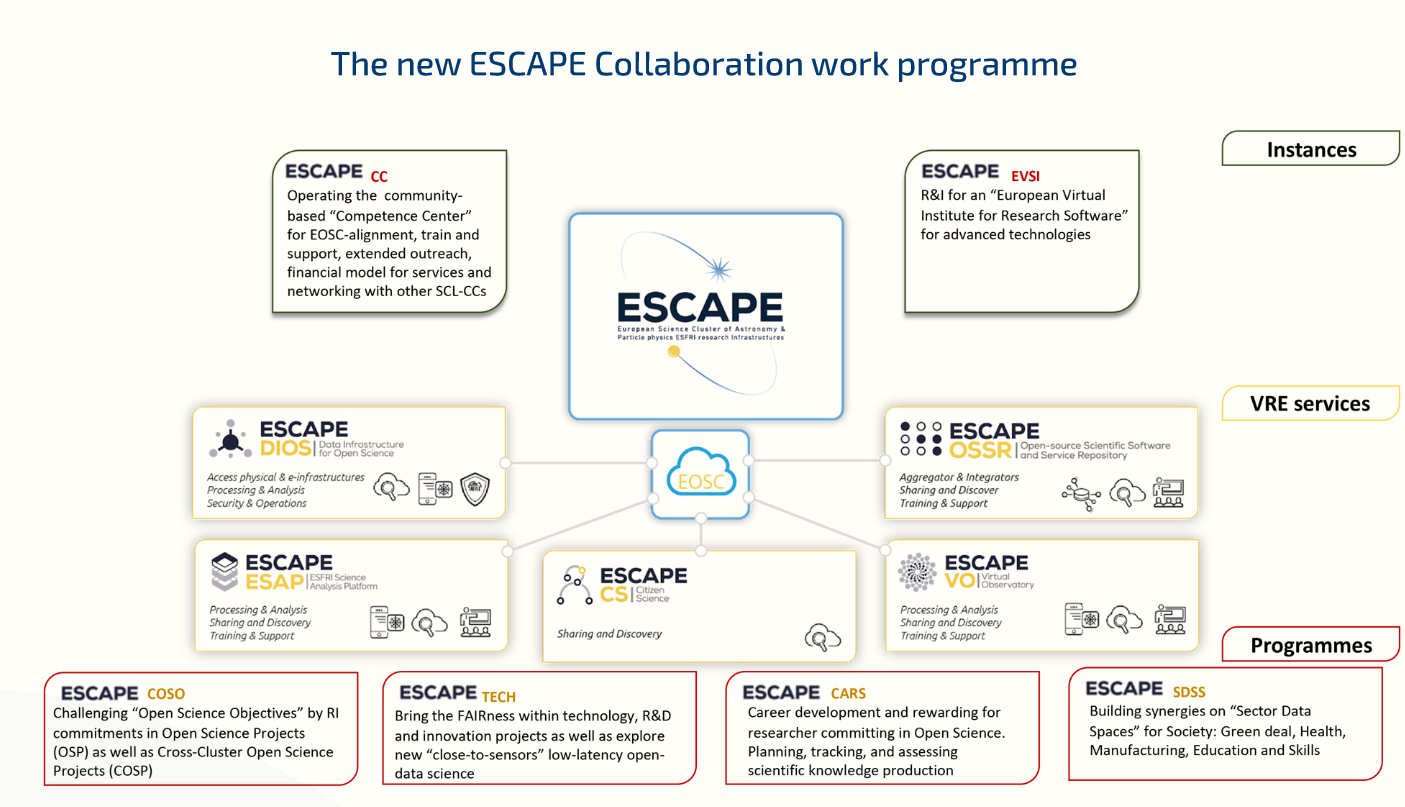 The new ESCAPE Collaboration work programme
Instances
ESCAPE CC
Operating the community-
based “Competence Center”
for EOSC-alignment, train and
support, extended outreach,
financial model for services and
networking with other SCL-CCs
ESCAPE EVSI
R&I for an “European Virtual
Institute for Research Software”
for advanced technologies
ESCAPE
European Science Cluster of Astronomy &
Particle physics ESFRI research Infrastructures
VRE services
ESCAPE
DIOS | Data Infrastructure
for Open Science
Access physical & e-infrastructures
Processing & Analysis
Security & Operations
EOSC
ESCAPE
OSSR | Open-source Scientific Software
and Service Repository
Aggregator & Integrators
Sharing and Discover
Training & Support
ESCAPE
ESAP | ESFRI Science
Analysis Platform
Processing & Analysis
Sharing and Discovery
Training & Support
ESCAPE
CS | Citizen
Science
Sharing and Discovery
ESCAPE
VO | Virtual
Observatory
Processing & Analysis
Sharing and Discovery
Training & Support
Programmes
ESCAPE COSO
Challenging “Open Science Objectives” by RI
commitments in Open Science Projects
(OSP) as well as Cross-Cluster Open Science
Projects (COSP)
ESCAPE TECH
Bring the FAIRness within technology, R&D
and innovation projects as well as explore
new “close-to-sensors” low-latency open-
data science
ESCAPE CARS
Career development and rewarding for
researcher committing in Open Science.
Planning, tracking, and assessing
scientific knowledge production
ESCAPE SDSS
Building synergies on “Sector Data
Spaces” for Society: Green deal, Health,
Manufacturing, Education and Skills